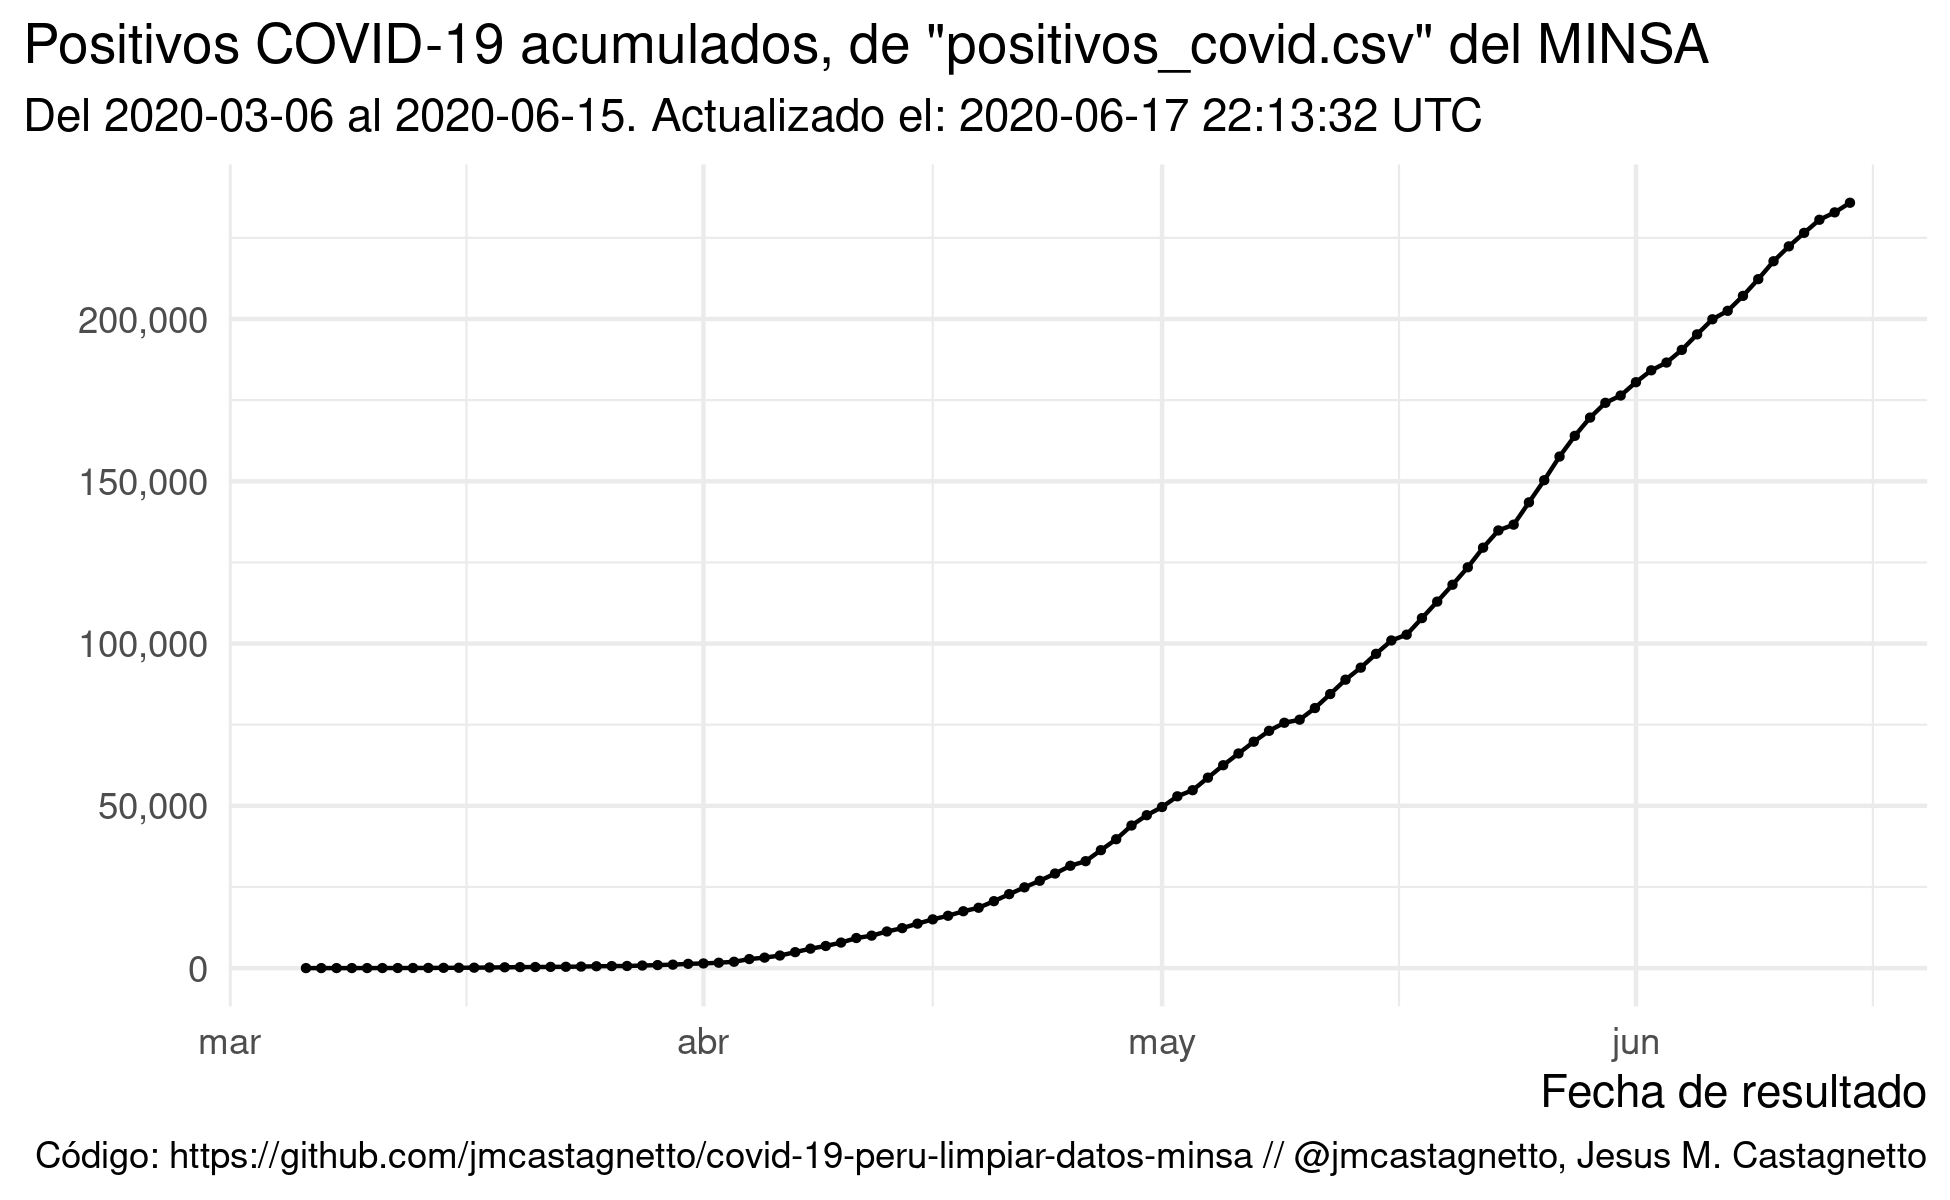 Positivos COVID-19 acumulados, de "positivos_covid.csv" del MINSA
Del 2020-03-06 al 2020-06-15. Actualizado el: 2020-06-17 22:13:32 UTC
200,000
150,000
100,000
50,000
0
mar abr may jun
Fecha de resultado
Código: https://github.com/jmcastagnetto/covid-19-peru-limpiar-datos-minsa // @jmcastagnetto, Jesus M. Castagnetto